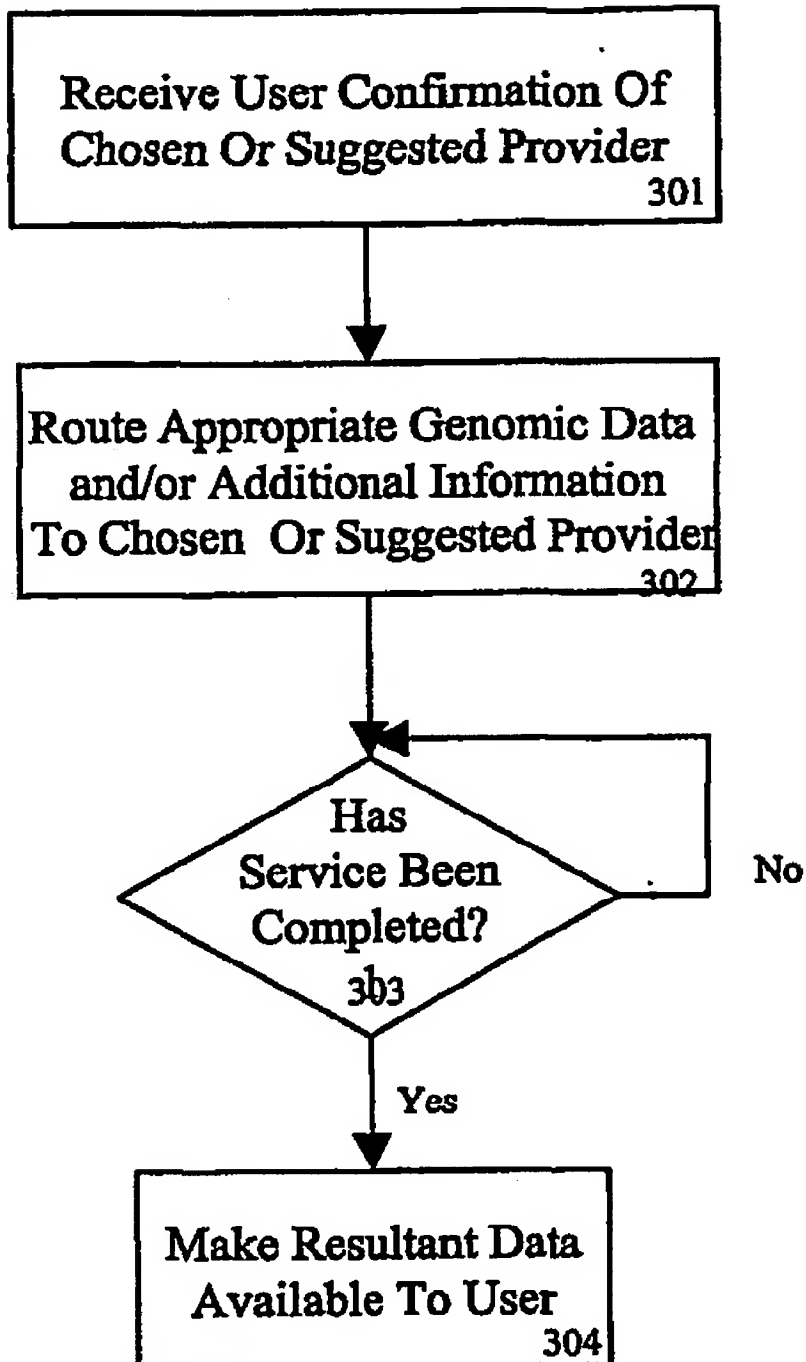 Receive User Confirmation Of
Chosen Or Suggested Provider
301
Route Appropriate Genomic Data
and/or Additional Information
To Chosen Or Suggested Provider
302
Has
Service Been
Completed?
303
No
Yes
Make Resultant Data
Available To User
304